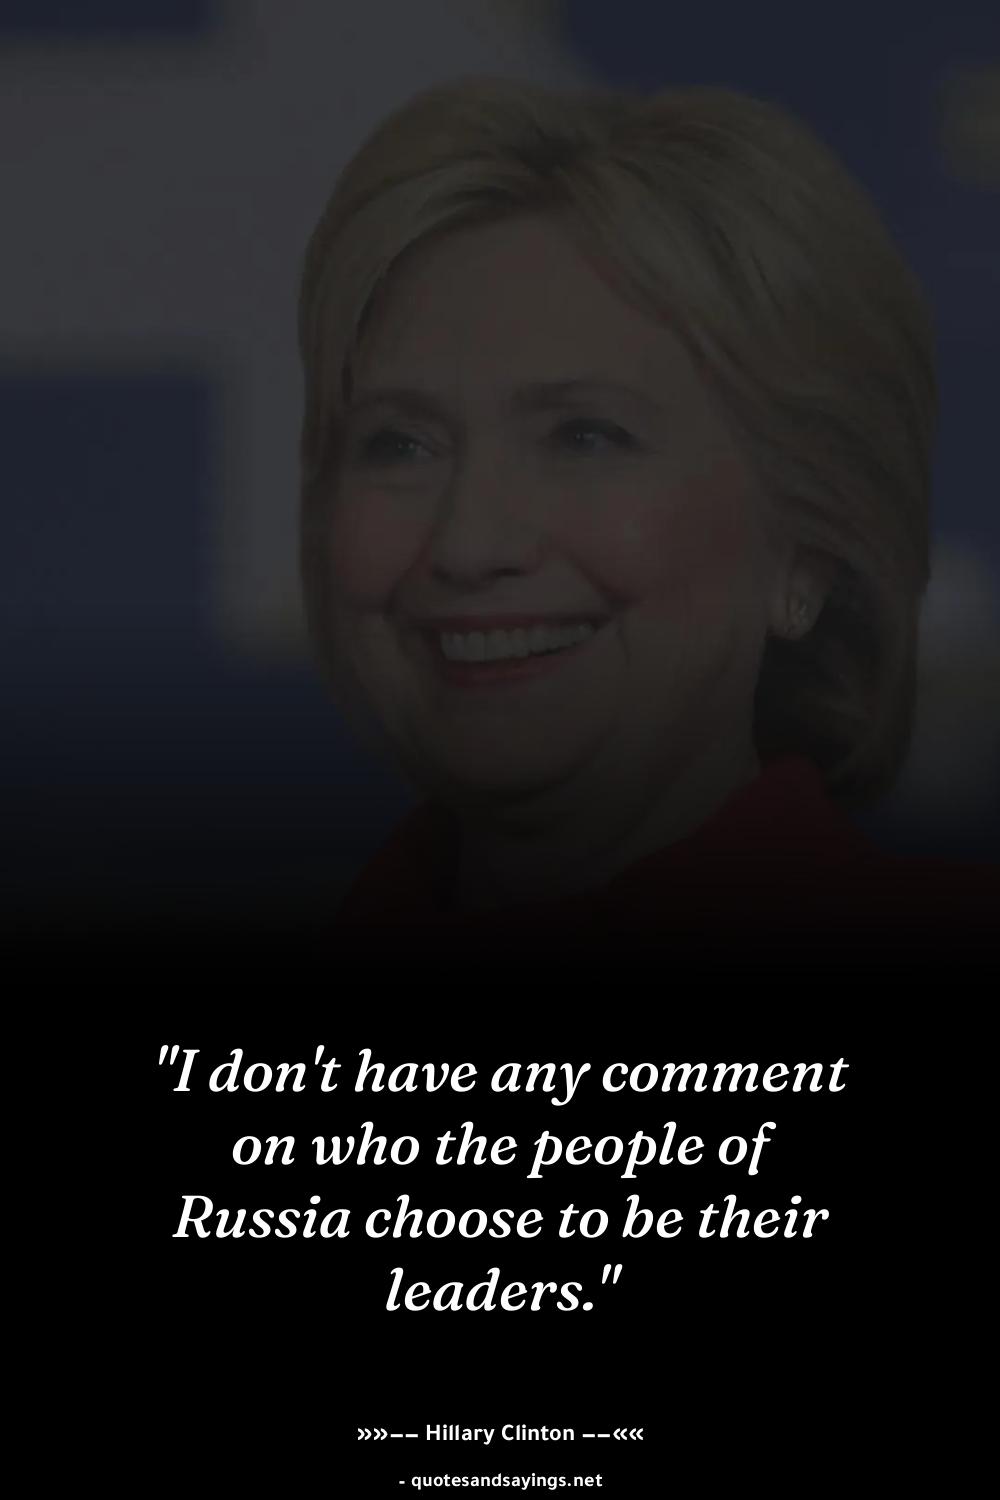 "I don't have any comment
on who the people of
Russia choose to be their
leaders."
»»–– Hillary Clinton ––««
- quotesandsayings.net